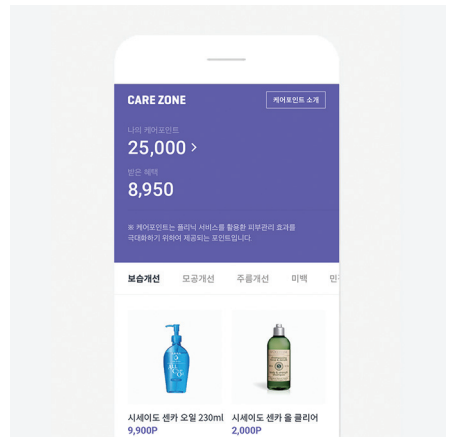 CARE ZONE
케어포인트 소개
나의 케어포인트
25,000 >
받은 혜택
8,950
※ 케어포인트는 플리닉 서비스를 활용한 피부관리 효과를
극대화하기 위하여 제공되는 포인트입니다.
보습개선 모공개선 주름개선 미백 민
시세이도 센카 오일 230ml 시세이도 센카 올 클리어
9,900P 2,000P